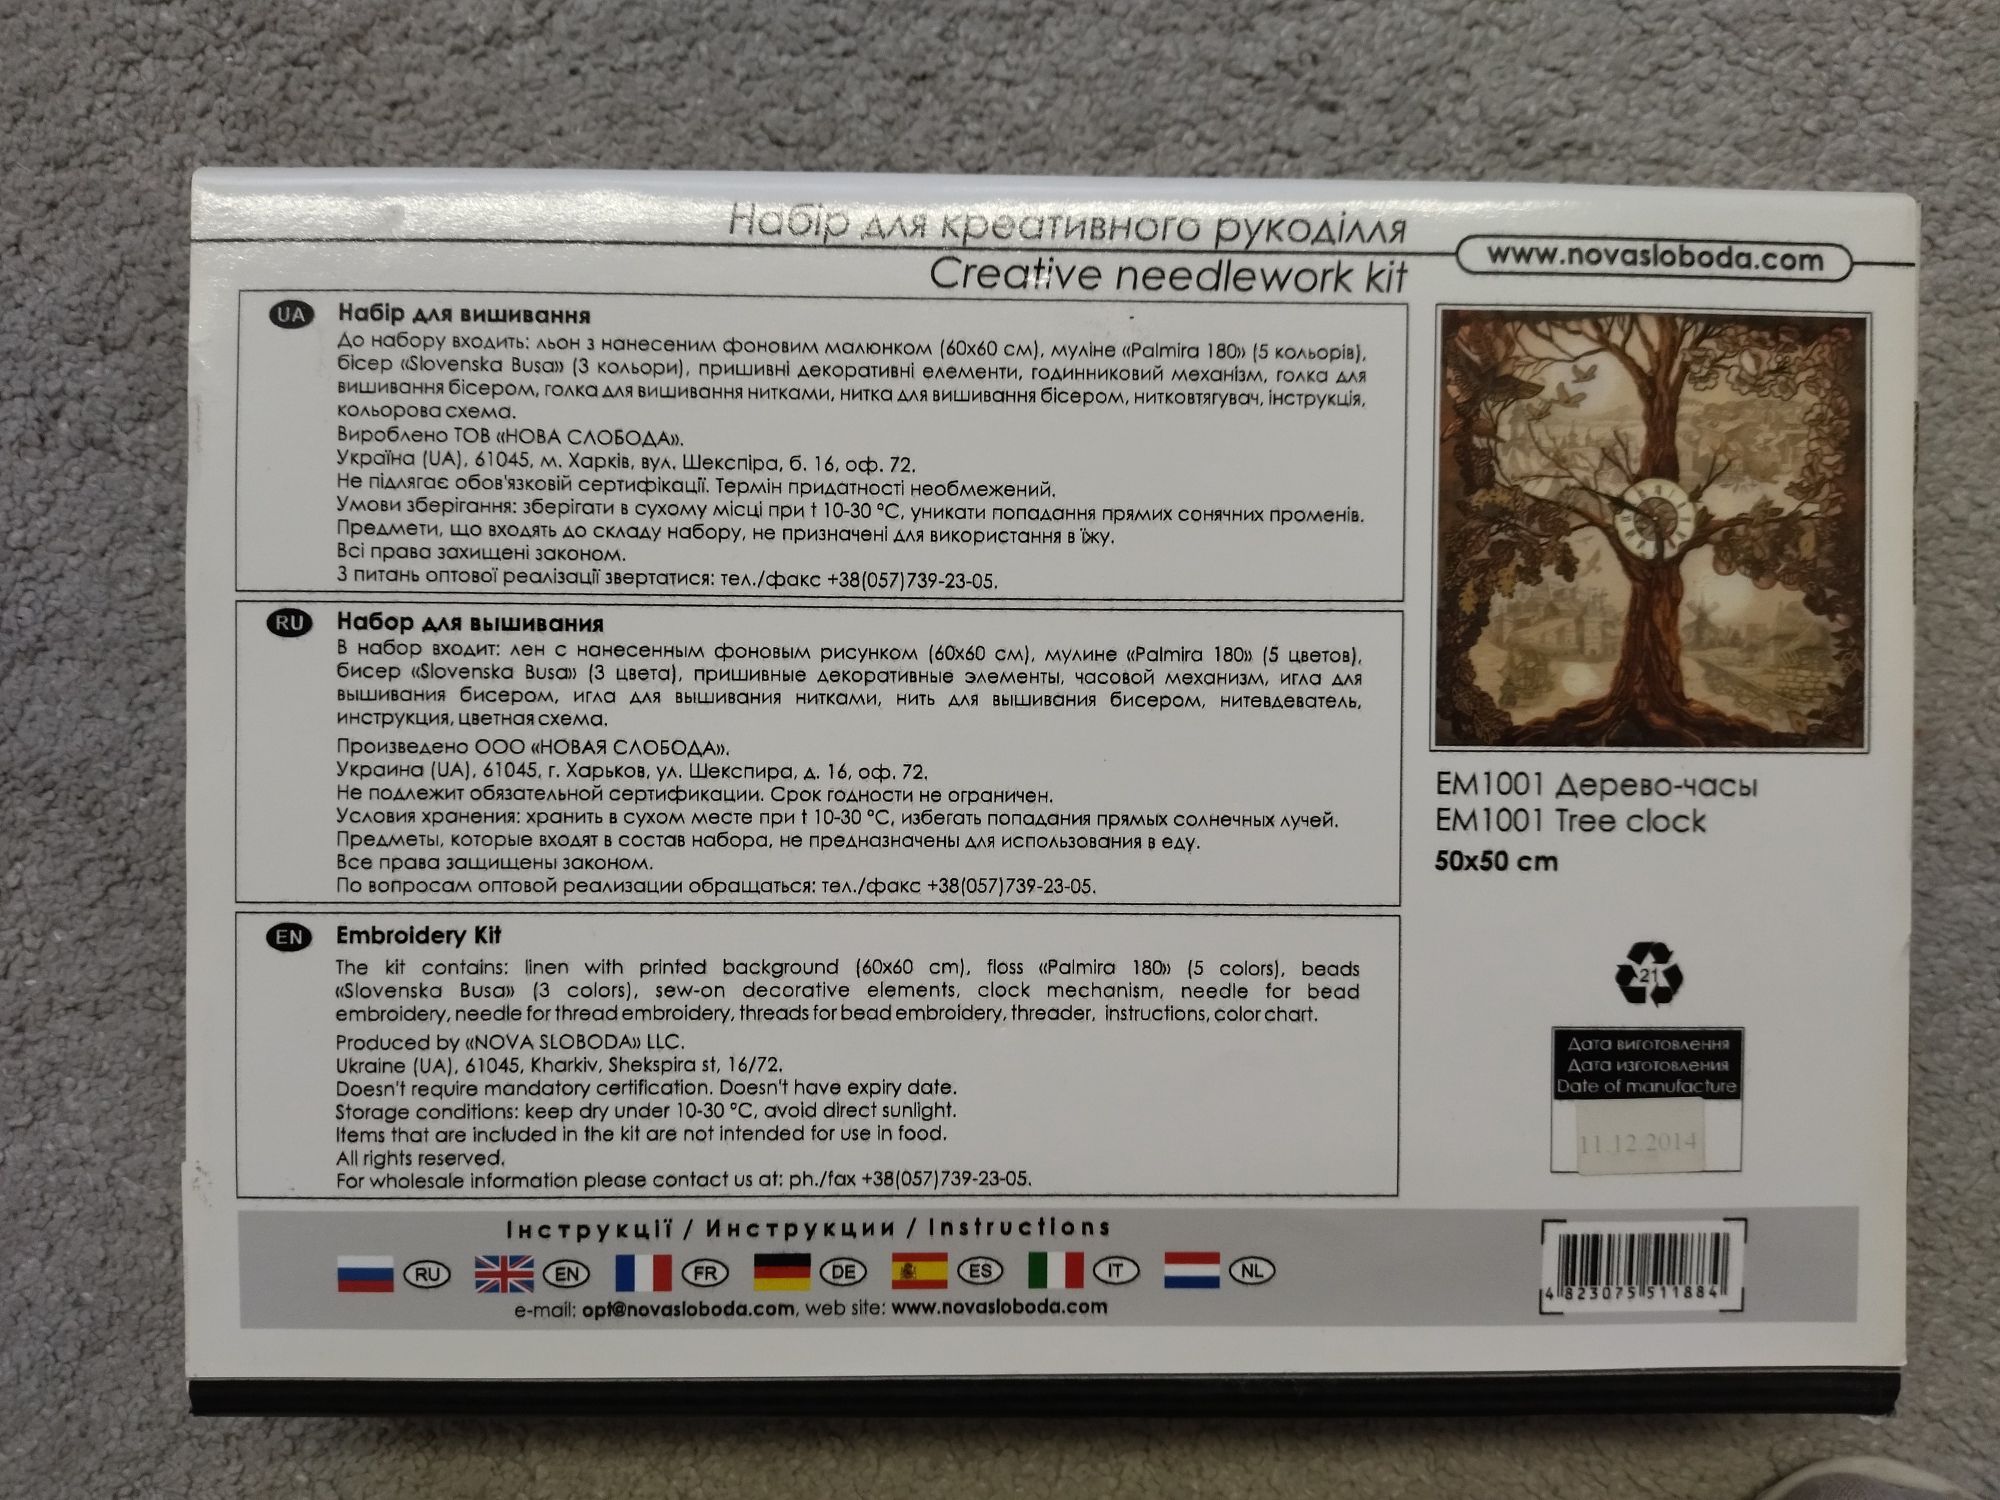 Набір для креативного рукоділля
Creative needlework kit
www.novasloboda.com
UA Набір для вишивання
До набору входить: льон з нанесеним фоновим малюнком (60x60 см), муліне «Palmira 180» (5 кольорів),
бісер «Slovenska Busa» (3 кольори), пришивні декоративні елементи, годинниковий механізм, голка для
вишивання бісером, голка для вишивання нитками, нитка для вишивання бісером, нитковтягувач, інструкція,
кольорова схема.
Вироблено ТОВ «НОВА СЛОБОДА».
Україна (UA), 61045, м. Харків, вул. Шекспіра, б. 16, оф. 72.
Не підлягає обов'язковій сертифікації. Термін придатності необмежений.
Умови зберігання: зберігати в сухому місці при t 10-30 °С, уникати попадання прямих сонячних променів.
Предмети, що входять до складу набору, не призначені для використання в їжу.
Всі права захищені законом.
З питань оптової реалізації звертатися: тел./факс +38(057)739-23-05.
RU Набор для вышивания
В набор входит: лен с нанесенным фоновым рисунком (60x60 см), мулине «Palmira 180» (5 цветов),
бисер «Slovenska Busa» (3 цвета), пришивные декоративные элементы, часовой механизм, игла для
вышивания бисером, игла для вышивания нитками, нить для вышивания бисером, нитевдеватель,
инструкция, цветная схема.
Произведено ООО «НОВАЯ СЛОБОДА».
Украина (UA), 61045, г. Харьков, ул. Шекспира, д. 16, оф. 72.
Не подлежит обязательной сертификации. Срок годности не ограничен.
Условия хранения: хранить в сухом месте при t 10-30 °С, избегать попадания прямых солнечных лучей.
Предметы, которые входят в состав набора, не предназначены для использования в еду.
Все права защищены законом.
По вопросам оптовой реализации обращаться: тел./факс +38(057)739-23-05.
EN Embroidery Kit
The kit contains: linen with printed background (60x60 cm), floss «Palmira 180» (5 colors), beads
«Slovenska Busa» (3 colors), sew-on decorative elements, clock mechanism, needle for bead
embroidery, needle for thread embroidery, threads for bead embroidery, threader, instructions, color chart.
Produced by «NOVA SLOBODA» LLC.
Ukraine (UA), 61045, Kharkiv, Shekspira st, 16/72.
Doesn't require mandatory certification. Doesn't have expiry date.
Storage conditions: keep dry under 10-30 °C, avoid direct sunlight.
Items that are included in the kit are not intended for use in food.
All rights reserved.
For wholesale information please contact us at: ph./fax +38(057)739-23-05.
EM1001 Дерево-часы
EM1001 Tree clock
50x50 cm
21
Дата виготовлення
Дата изготовления
Date of manufacture
11.12.2014
Інструкції / Инструкции / Instructions
RU EN FR DE ES IT NL
e-mail: opt@novasloboda.com, web site: www.novasloboda.com
4 823075 511884